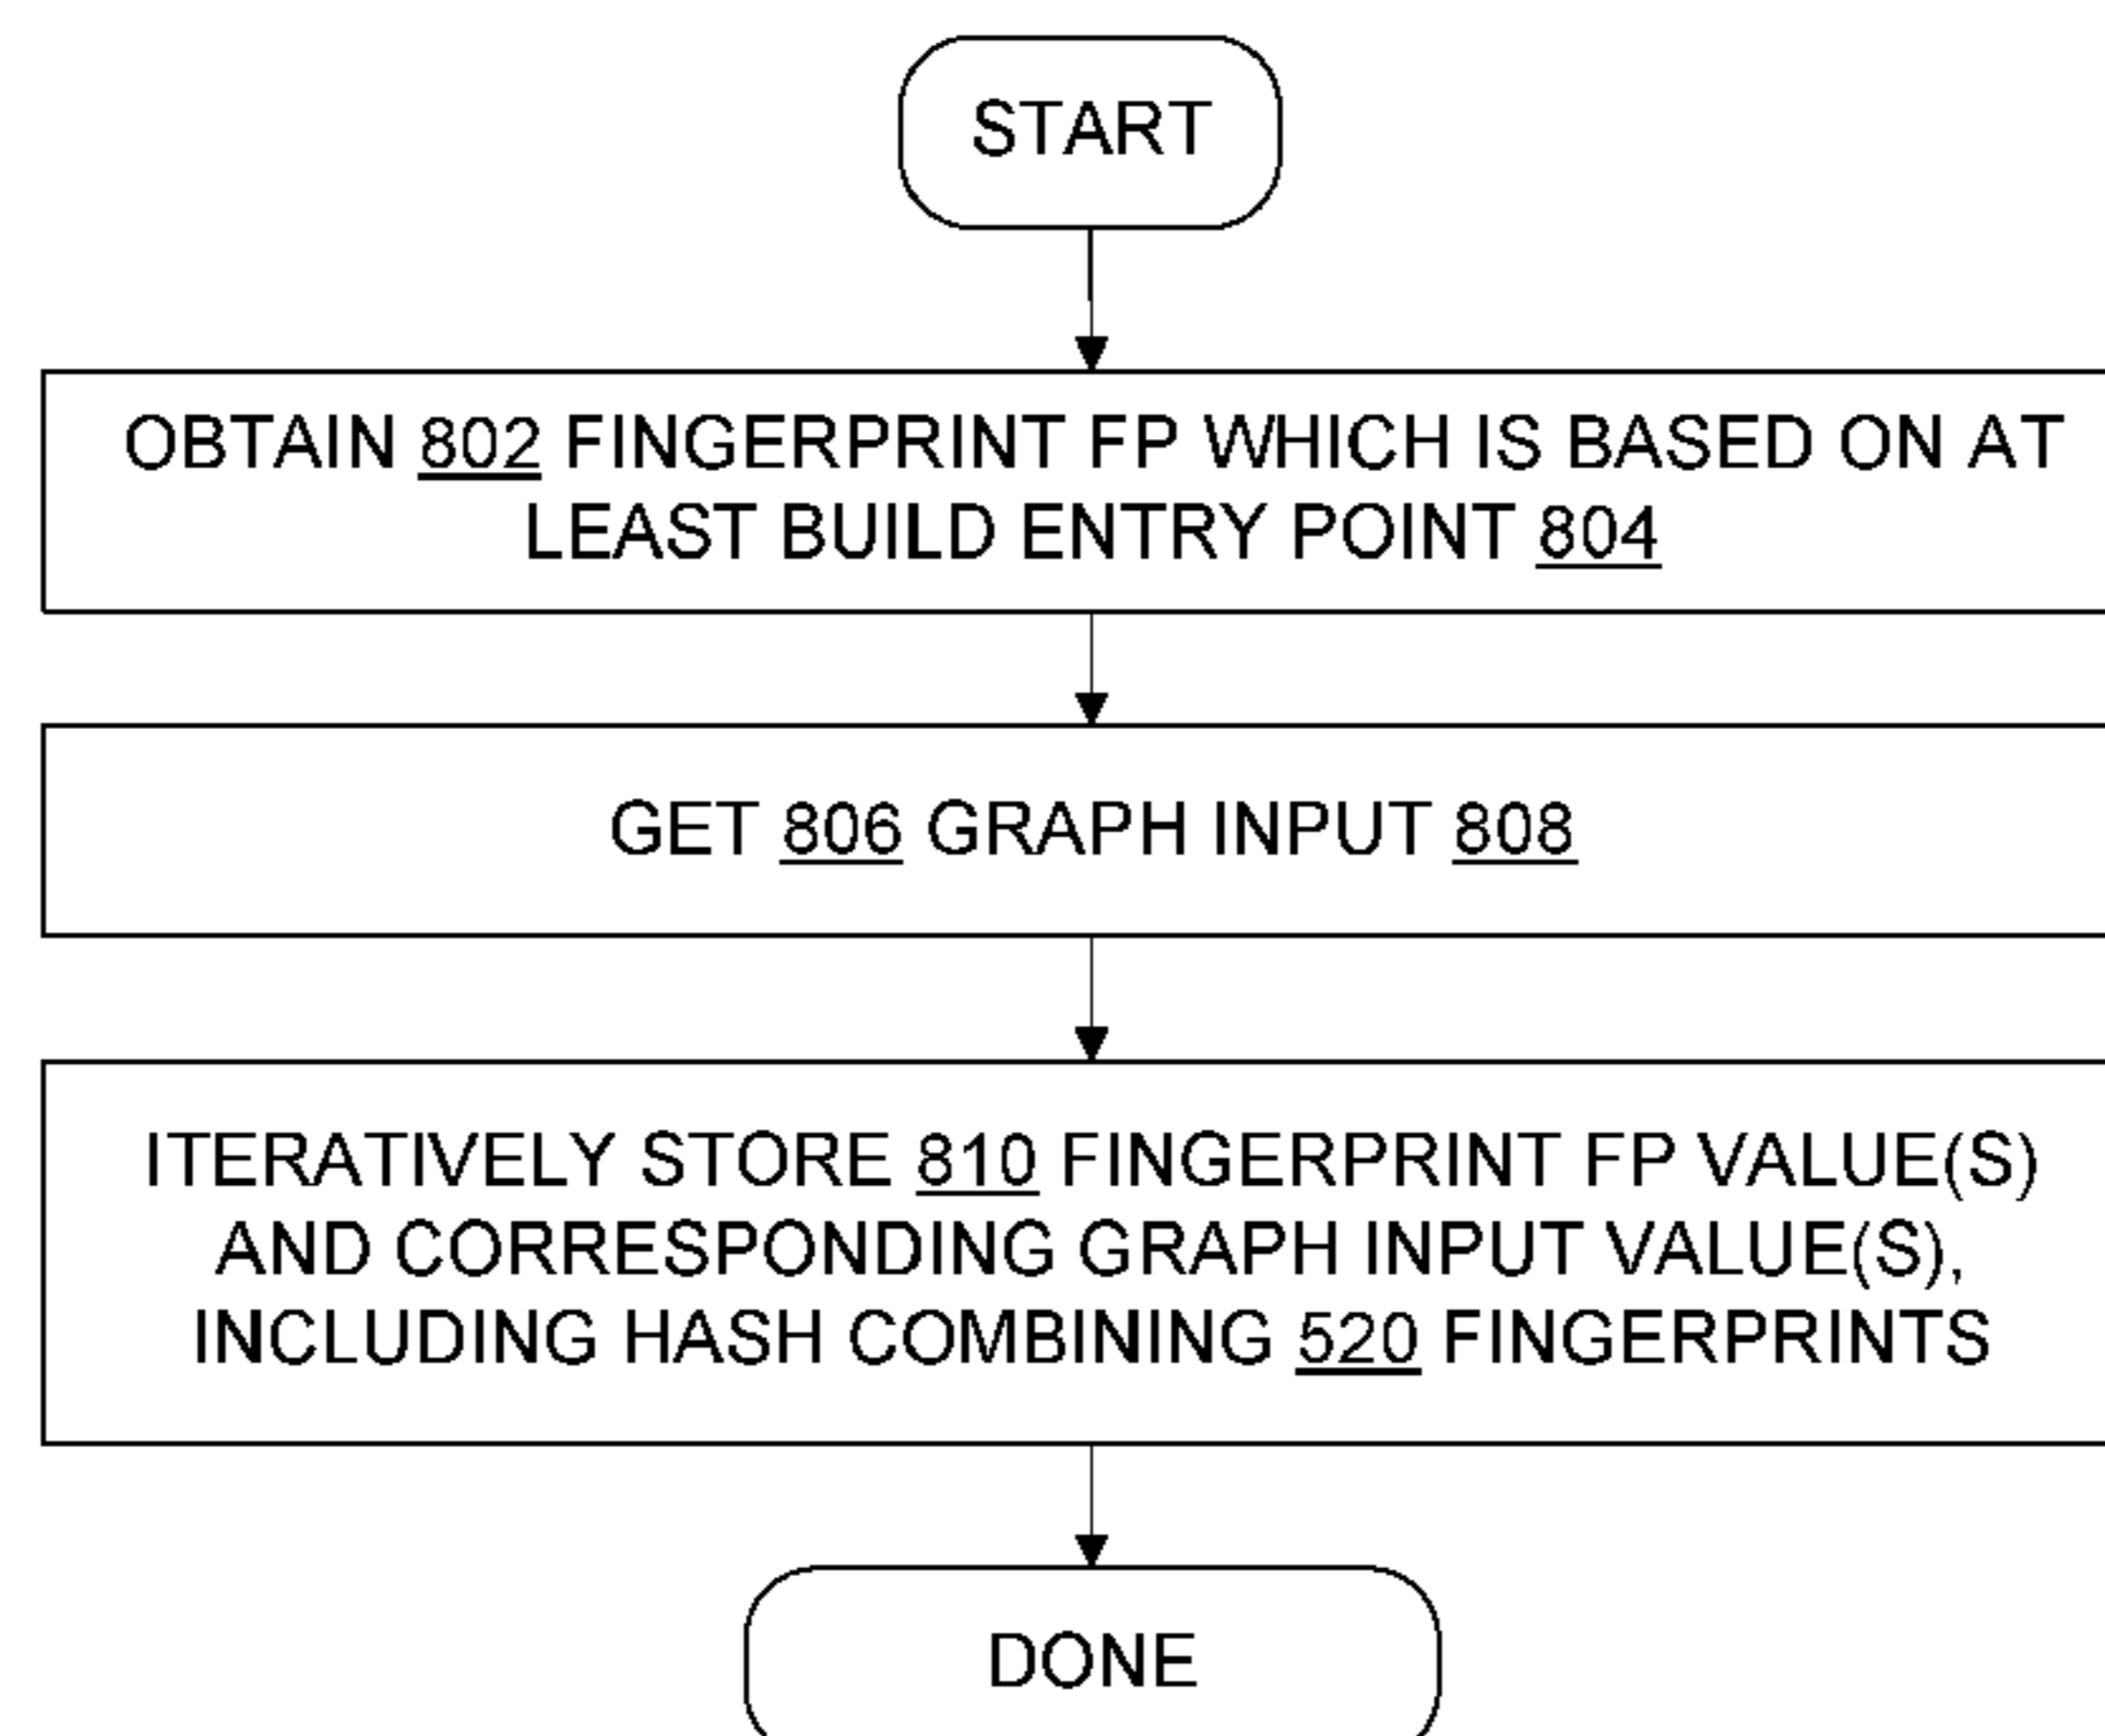 START
OBTAIN 802 FINGERPRINT FP WHICH IS BASED ON AT
LEAST BUILD ENTRY POINT 804
GET 806 GRAPH INPUT 808
ITERATIVELY STORE 810 FINGERPRINT FP VALUE(S)
AND CORRESPONDING GRAPH INPUT VALUE(S),
INCLUDING HASH COMBINING 520 FINGERPRINTS
DONE